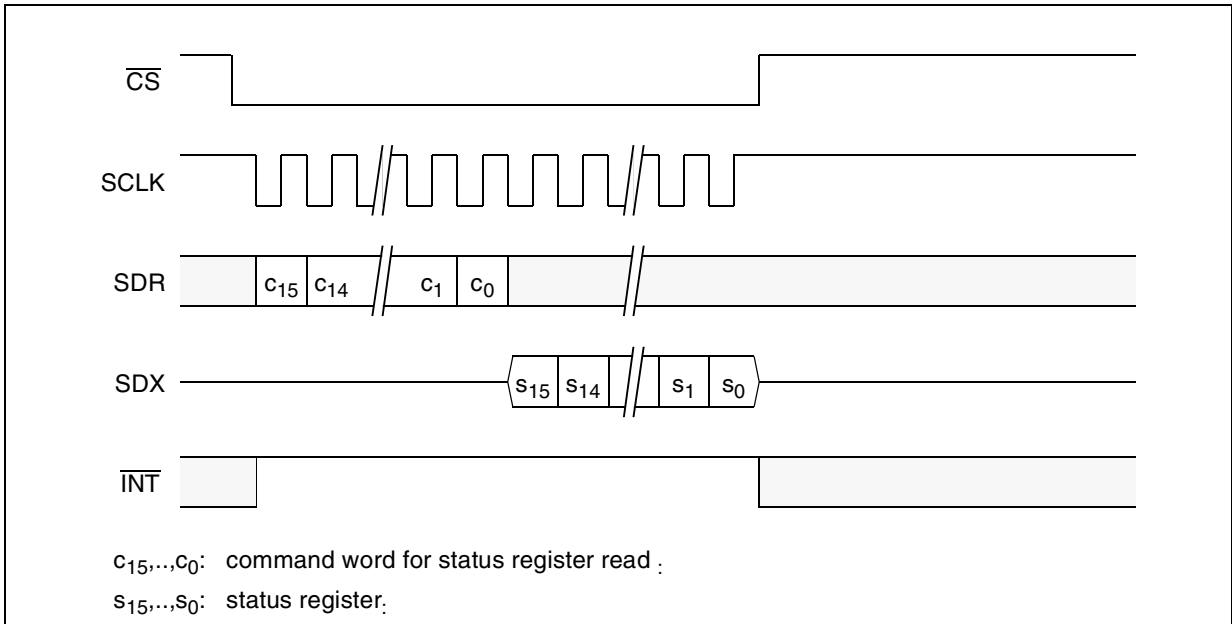 CS
SCLK
SDR c15 c14 c1 c0
SDX s15 s14 s1 s0
INT
c15,..,c0: command word for status register read :
s15,..,s0: status register: